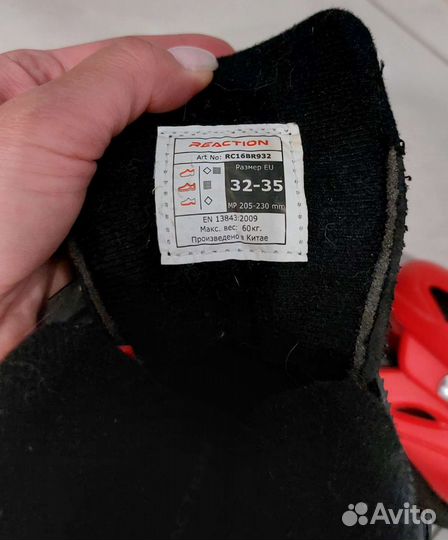 REACTION
Art No: RC16BR932
Размер EU
32-35
MP 205-230 mm
EN 13843:2009
Макс. вес: 60кг.
Произведено в Китае
Avito